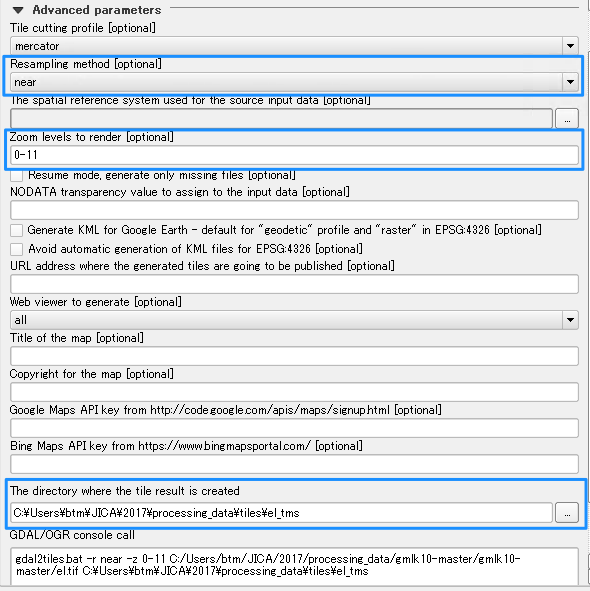 Advanced parameters
Tile cutting profile [optional]
mercator
Resampling method [optional]
near
The spatial reference system used for the source input data [optional]
...
Zoom levels to render [optional]
0-11
Resume mode, generate only missing files [optional]
NODATA transparency value to assign to the input data [optional]
Generate KML for Google Earth - default for "geodetic" profile and "raster" in EPSG:4326 [optional]
Avoid automatic generation of KML files for EPSG:4326 [optional]
URL address where the generated tiles are going to be published [optional]
Web viewer to generate [optional]
all
Title of the map [optional]
Copyright for the map [optional]
Google Maps API key from http://code.google.com/apis/maps/signup.html [optional]
Bing Maps API key from https://www.bingmapsportal.com/ [optional]
The directory where the tile result is created
C:¥Users¥btm¥JICA¥2017¥processing_data¥tiles¥el_tms
...
GDAL/OGR console call
gdal2tiles.bat -r near -z 0-11 C:/Users/btm/JICA/2017/processing_data/gmlk10-master/gmlk10-
master/el.tif C:¥Users¥btm¥JICA¥2017¥processing_data¥tiles¥el_tms